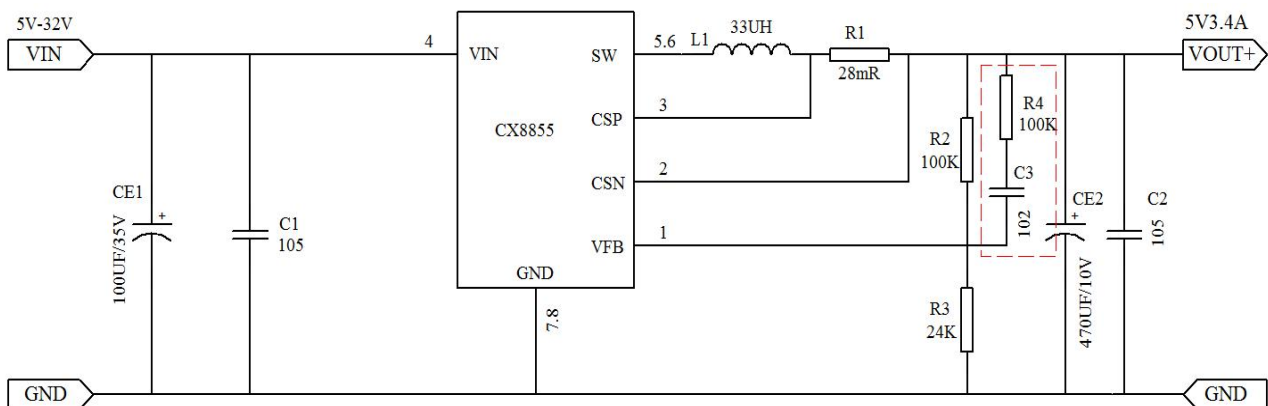 5V-32V
VIN
4
VIN
SW
5.6
L1
33UH
R1
28mR
5V3.4A
VOUT+
CSP
3
CX8855
CSN
2
R2
100K
R4
100K
C3
102
CE1
+
100UF/35V
C1
105
VFB
1
CE2
+
470UF/10V
C2
105
GND
7.8
R3
24K
GND
GND